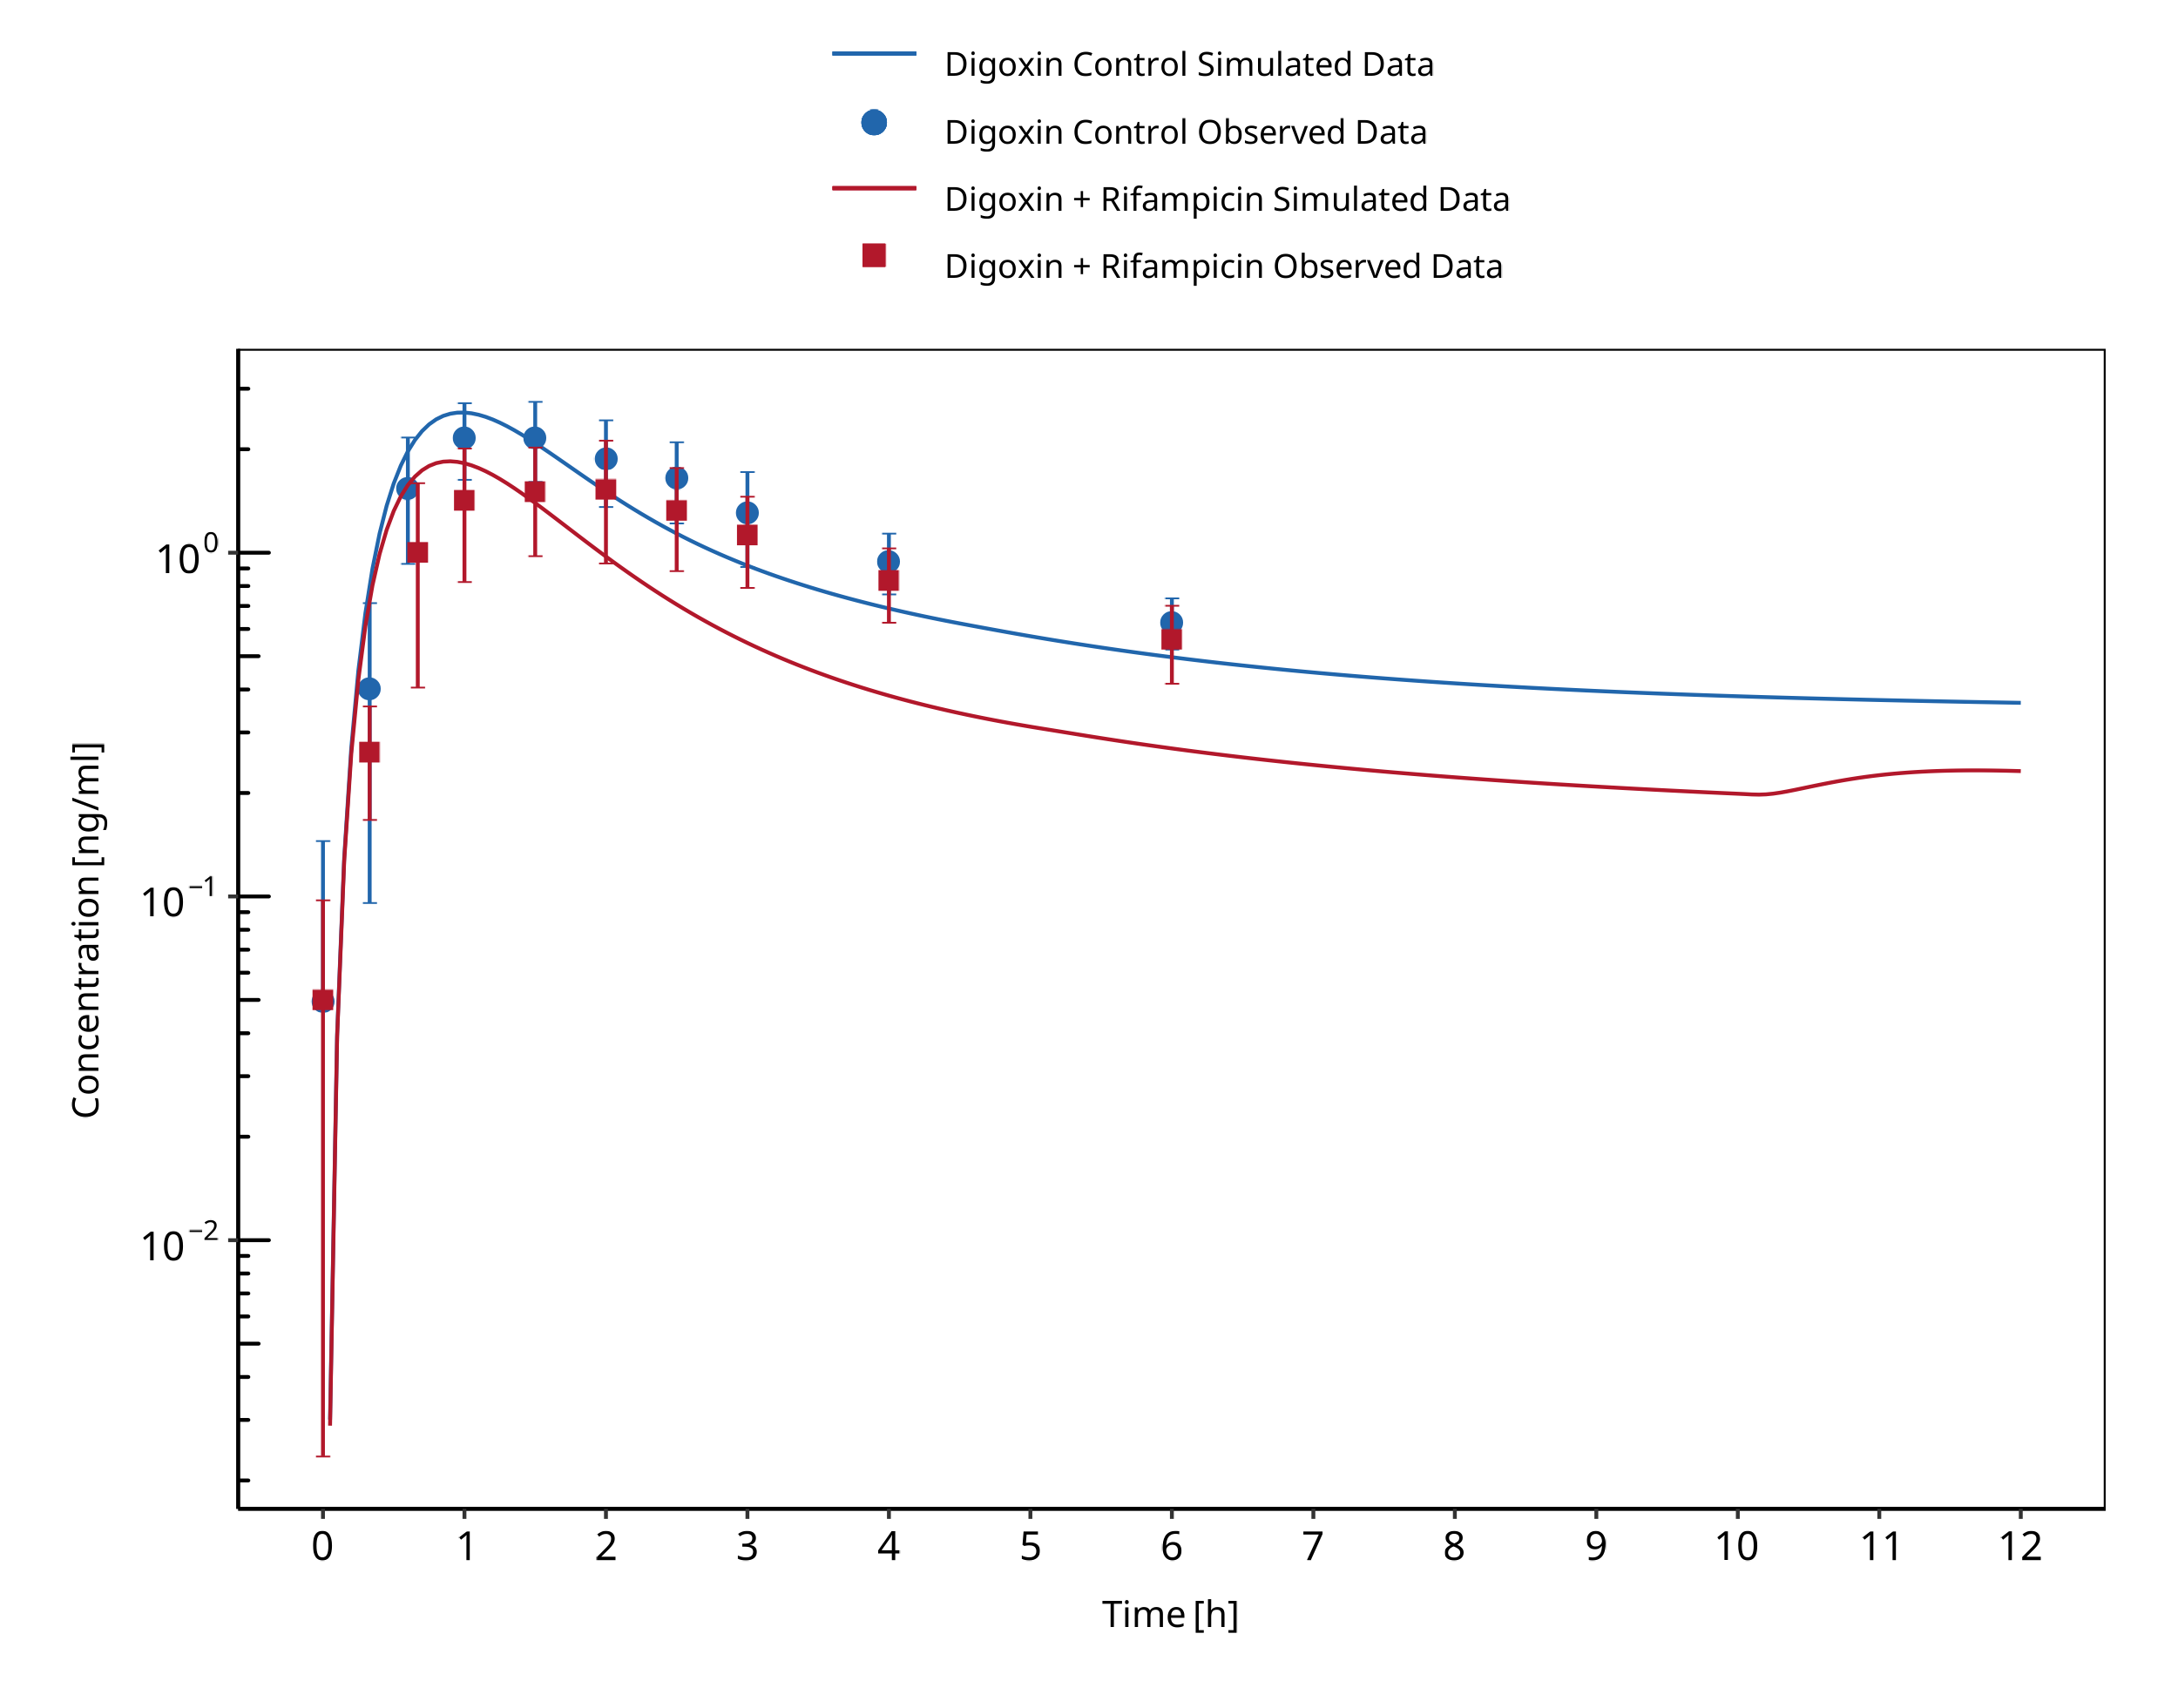 Digoxin Control Simulated Data
Digoxin Control Observed Data
Digoxin + Rifampicin Simulated Data
Digoxin + Rifampicin Observed Data
10^0
10^−1
10^−2
Concentration [ng/ml]
0 1 2 3 4 5 6 7 8 9 10 11 12
Time [h]